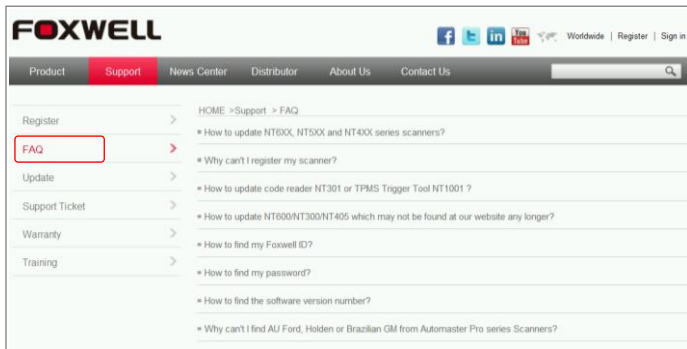 FOXWELL
Worldwide | Register | Sign in
Product Support News Center Distributor About Us Contact Us
HOME >Support > FAQ
Register
FAQ
Update
Support Ticket
Warranty
Training
How to update NT6XX, NT5XX and NT4XX series scanners?
Why can't I register my scanner?
How to update code reader NT301 or TPMS Trigger Tool NT1001 ?
How to update NT600/NT300/NT405 which may not be found at our website any longer?
How to find my Foxwell ID?
How to find my password?
How to find the software version number?
Why can't I find AU Ford, Holden or Brazilian GM from Automaster Pro series Scanners?